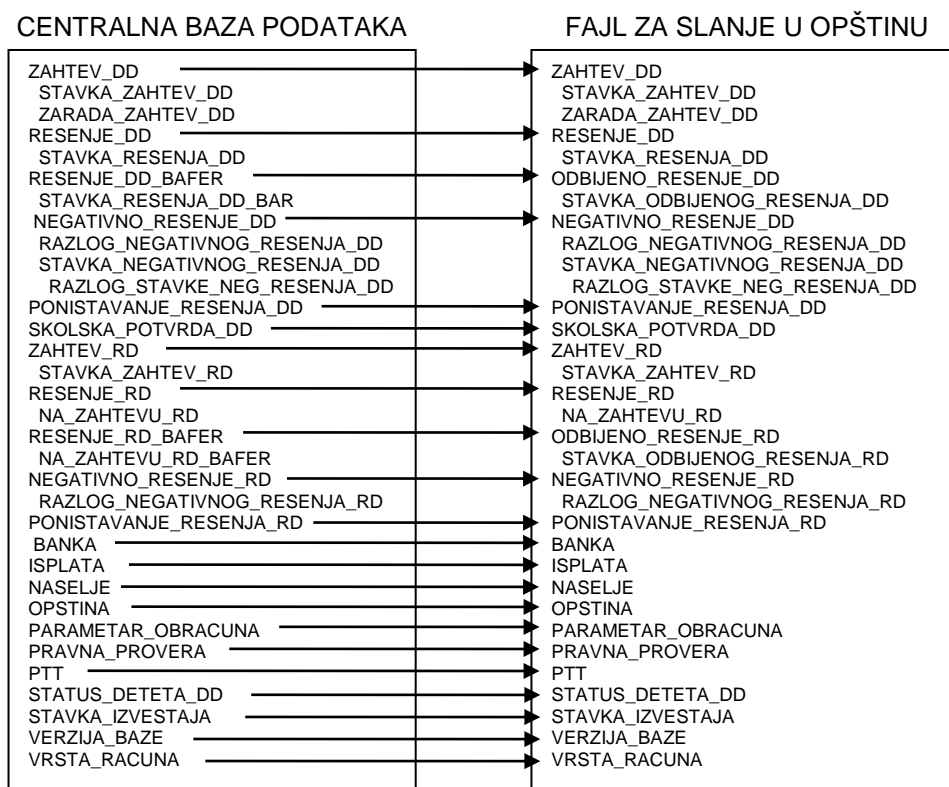 CENTRALNA BAZA PODATAKA
ZAHTEV_DD
STAVKA_ZAHTEV_DD
ZARADA_ZAHTEV_DD
RESENJE_DD
STAVKA_RESENJA_DD
RESENJE_DD_BAFER
STAVKA_RESENJA_DD_BAR
NEGATIVNO_RESENJE_DD
RAZLOG_NEGATIVNOG_RESENJA_DD
STAVKA_NEGATIVNOG_RESENJA_DD
RAZLOG_STAVKE_NEG_RESENJA_DD
PONISTAVANJE_RESENJA_DD
SKOLSKA_POTVRDA_DD
ZAHTEV_RD
STAVKA_ZAHTEV_RD
RESENJE_RD
NA_ZAHTEVU_RD
RESENJE_RD_BAFER
NA_ZAHTEVU_RD_BAFER
NEGATIVNO_RESENJE_RD
RAZLOG_NEGATIVNOG_RESENJA_RD
PONISTAVANJE_RESENJA_RD
BANKA
ISPLATA
NASELJE
OPSTINA
PARAMETAR_OBRACUNA
PRAVNA_PROVERA
PTT
STATUS_DETETA_DD
STAVKA_IZVESTAJA
VERZIJA_BAZE
VRSTA_RACUNA
FAJL ZA SLANJE U OPŠTINU
ZAHTEV_DD
STAVKA_ZAHTEV_DD
ZARADA_ZAHTEV_DD
RESENJE_DD
STAVKA_RESENJA_DD
ODBIJENO_RESENJE_DD
STAVKA_ODBIJENOG_RESENJA_DD
NEGATIVNO_RESENJE_DD
RAZLOG_NEGATIVNOG_RESENJA_DD
STAVKA_NEGATIVNOG_RESENJA_DD
RAZLOG_STAVKE_NEG_RESENJA_DD
PONISTAVANJE_RESENJA_DD
SKOLSKA_POTVRDA_DD
ZAHTEV_RD
STAVKA_ZAHTEV_RD
RESENJE_RD
NA_ZAHTEVU_RD
ODBIJENO_RESENJE_RD
STAVKA_ODBIJENOG_RESENJA_RD
NEGATIVNO_RESENJE_RD
RAZLOG_NEGATIVNOG_RESENJA_RD
PONISTAVANJE_RESENJA_RD
BANKA
ISPLATA
NASELJE
OPSTINA
PARAMETAR_OBRACUNA
PRAVNA_PROVERA
PTT
STATUS_DETETA_DD
STAVKA_IZVESTAJA
VERZIJA_BAZE
VRSTA_RACUNA